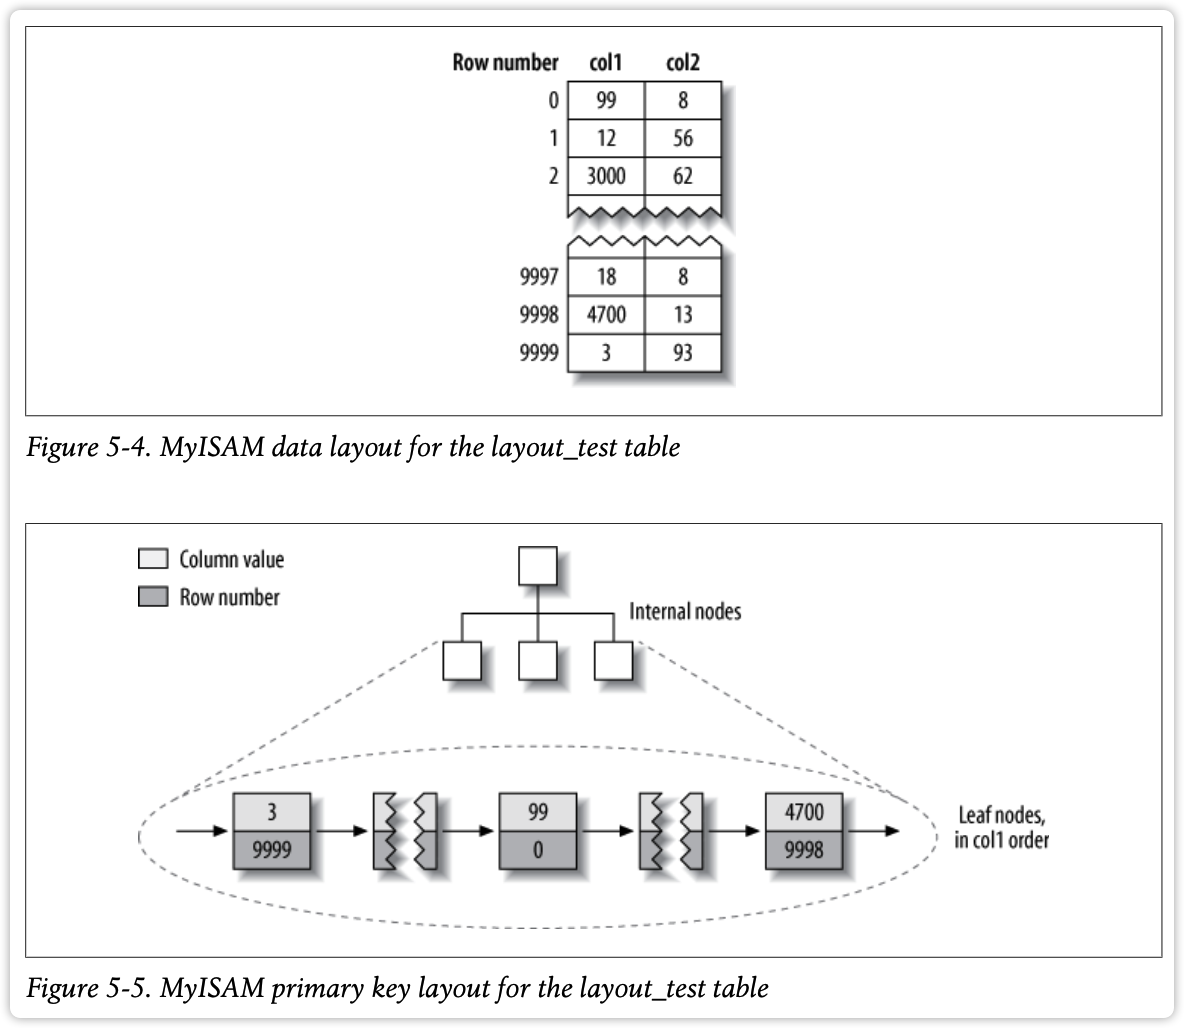 Row number col1 col2
0 99 8
1 12 56
2 3000 62
9997 18 8
9998 4700 13
9999 3 93
Figure 5-4. MyISAM data layout for the layout_test table
Column value
Row number
Internal nodes
3 99 4700
9999 0 9998
Leaf nodes,
in col1 order
Figure 5-5. MyISAM primary key layout for the layout_test table